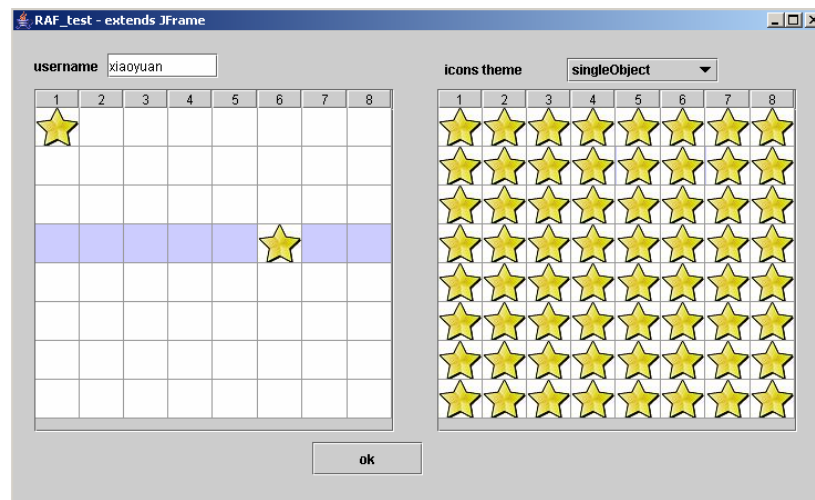 RAF_test - extends JFrame
username xiaoyuan
icons theme singleObject
1 2 3 4 5 6 7 8
1 2 3 4 5 6 7 8
ok